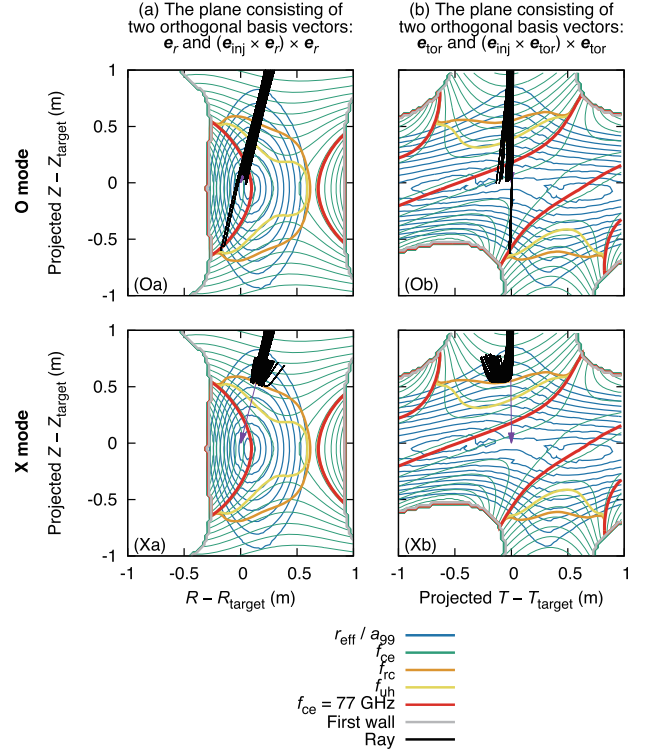 (a) The plane consisting of
two orthogonal basis vectors:
e_r and (e_inj × e_r) × e_r
(b) The plane consisting of
two orthogonal basis vectors:
e_tor and (e_inj × e_tor) × e_tor
O mode
Projected Z – Z_target (m)
1
0.5
0
-0.5
-1
(Oa)
(Ob)
X mode
Projected Z – Z_target (m)
1
0.5
0
-0.5
-1
(Xa)
(Xb)
-1 -0.5 0 0.5 1
-1 -0.5 0 0.5 1
R – R_target (m)
Projected T – T_target (m)
r_eff / a_99
f_ce
f_rc
f_uh
f_ce = 77 GHz
First wall
Ray